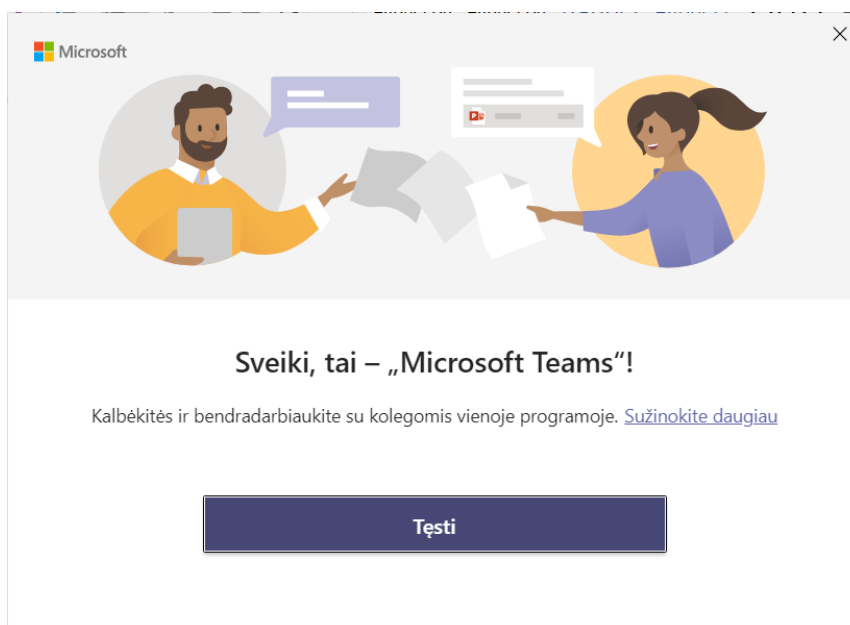 Microsoft
Sveiki, tai – „Microsoft Teams“!
Kalbėkitės ir bendradarbiaukite su kolegomis vienoje programoje. Sužinokite daugiau
Tęsti